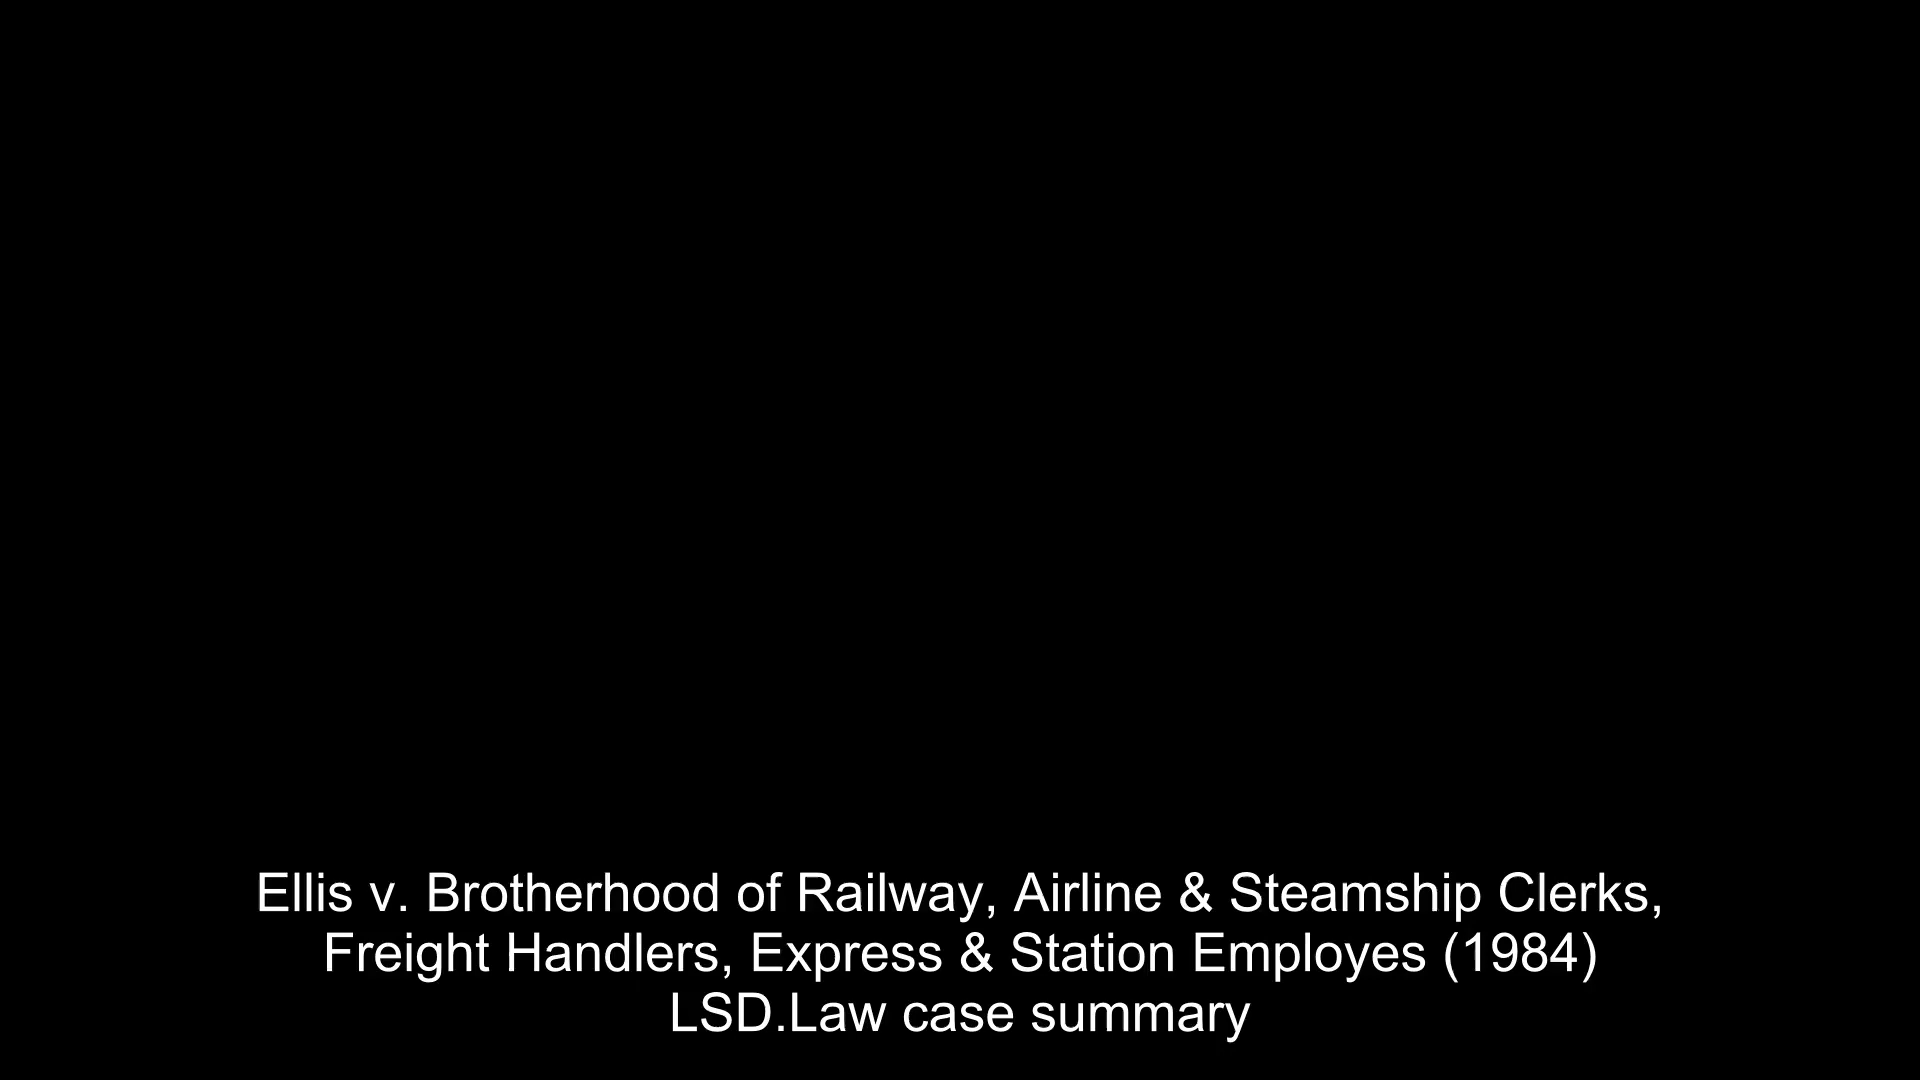 Ellis v. Brotherhood of Railway, Airline & Steamship Clerks,
Freight Handlers, Express & Station Employes (1984)
LSD.Law case summary